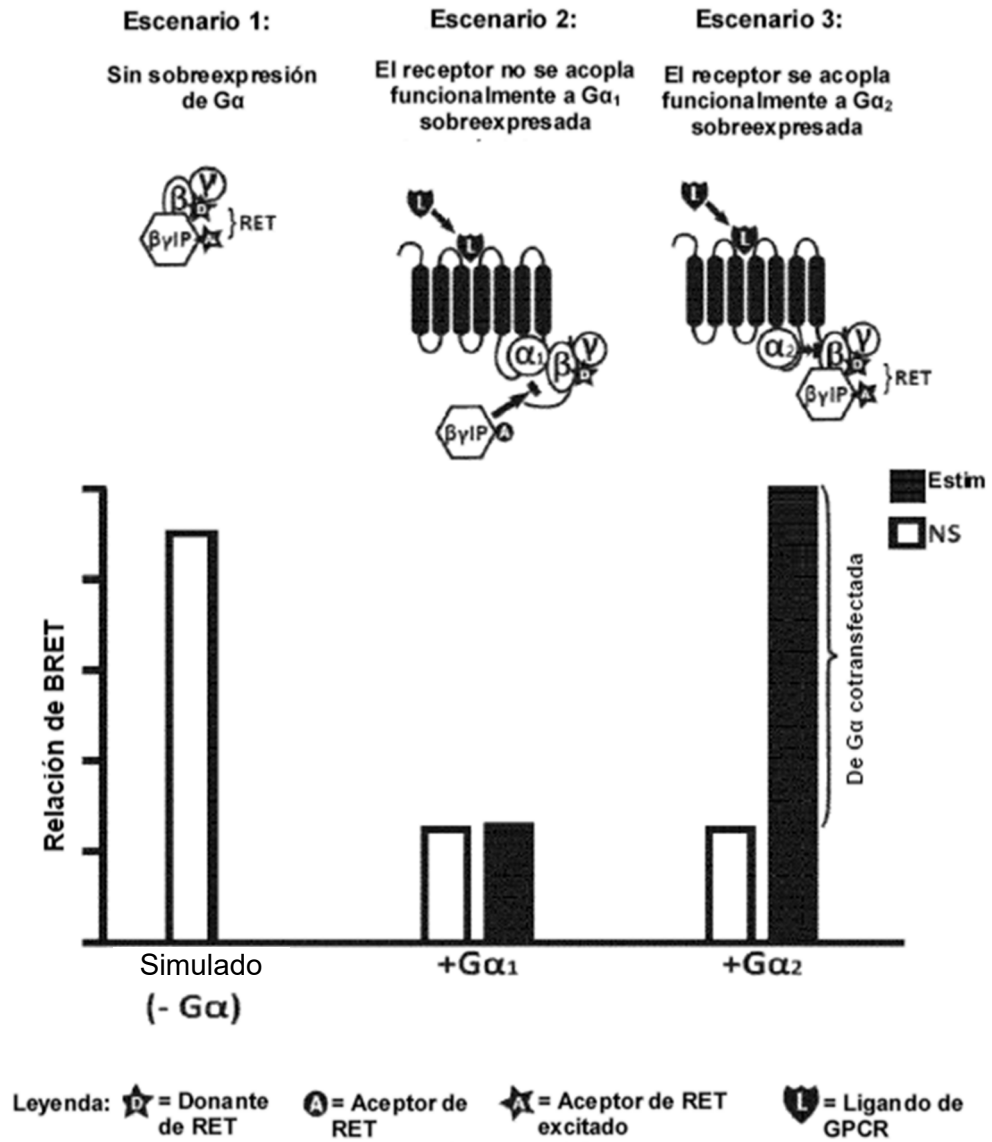 Escenario 1:
Sin sobreexpresión
de Gα
Escenario 2:
El receptor no se acopla
funcionalmente a Gα₁
sobreexpresada
Escenario 3:
El receptor se acopla
funcionalmente a Gα₂
sobreexpresada
β γ
D
βγIP A
}RET
L
L
α₁ β γ
D
βγIP A
L
L
α₂ β γ
D
βγIP A
}RET
Estim
NS
Relación de BRET
De Gα cotransfectada
Simulado
(- Gα)
+Gα₁
+Gα₂
Leyenda: D = Donante
de RET
A = Aceptor de
RET
A = Aceptor de RET
excitado
L = Ligando de
GPCR